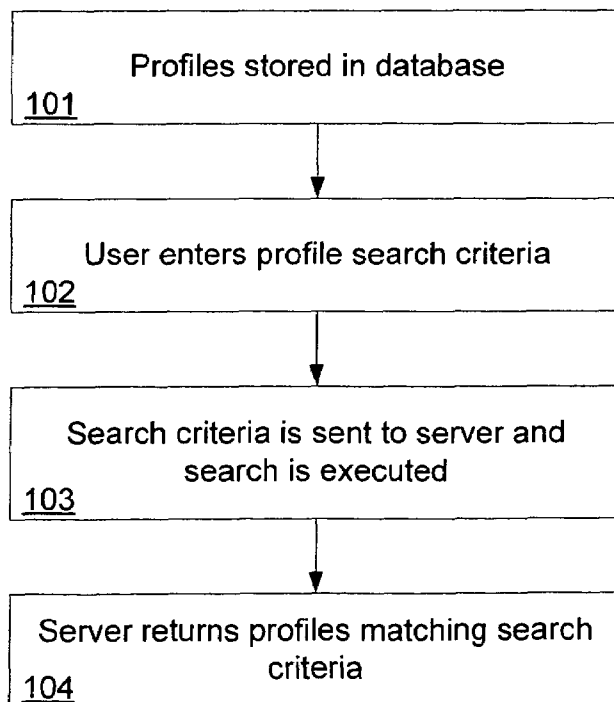 Profiles stored in database
101
User enters profile search criteria
102
Search criteria is sent to server and
search is executed
103
Server returns profiles matching search
criteria
104